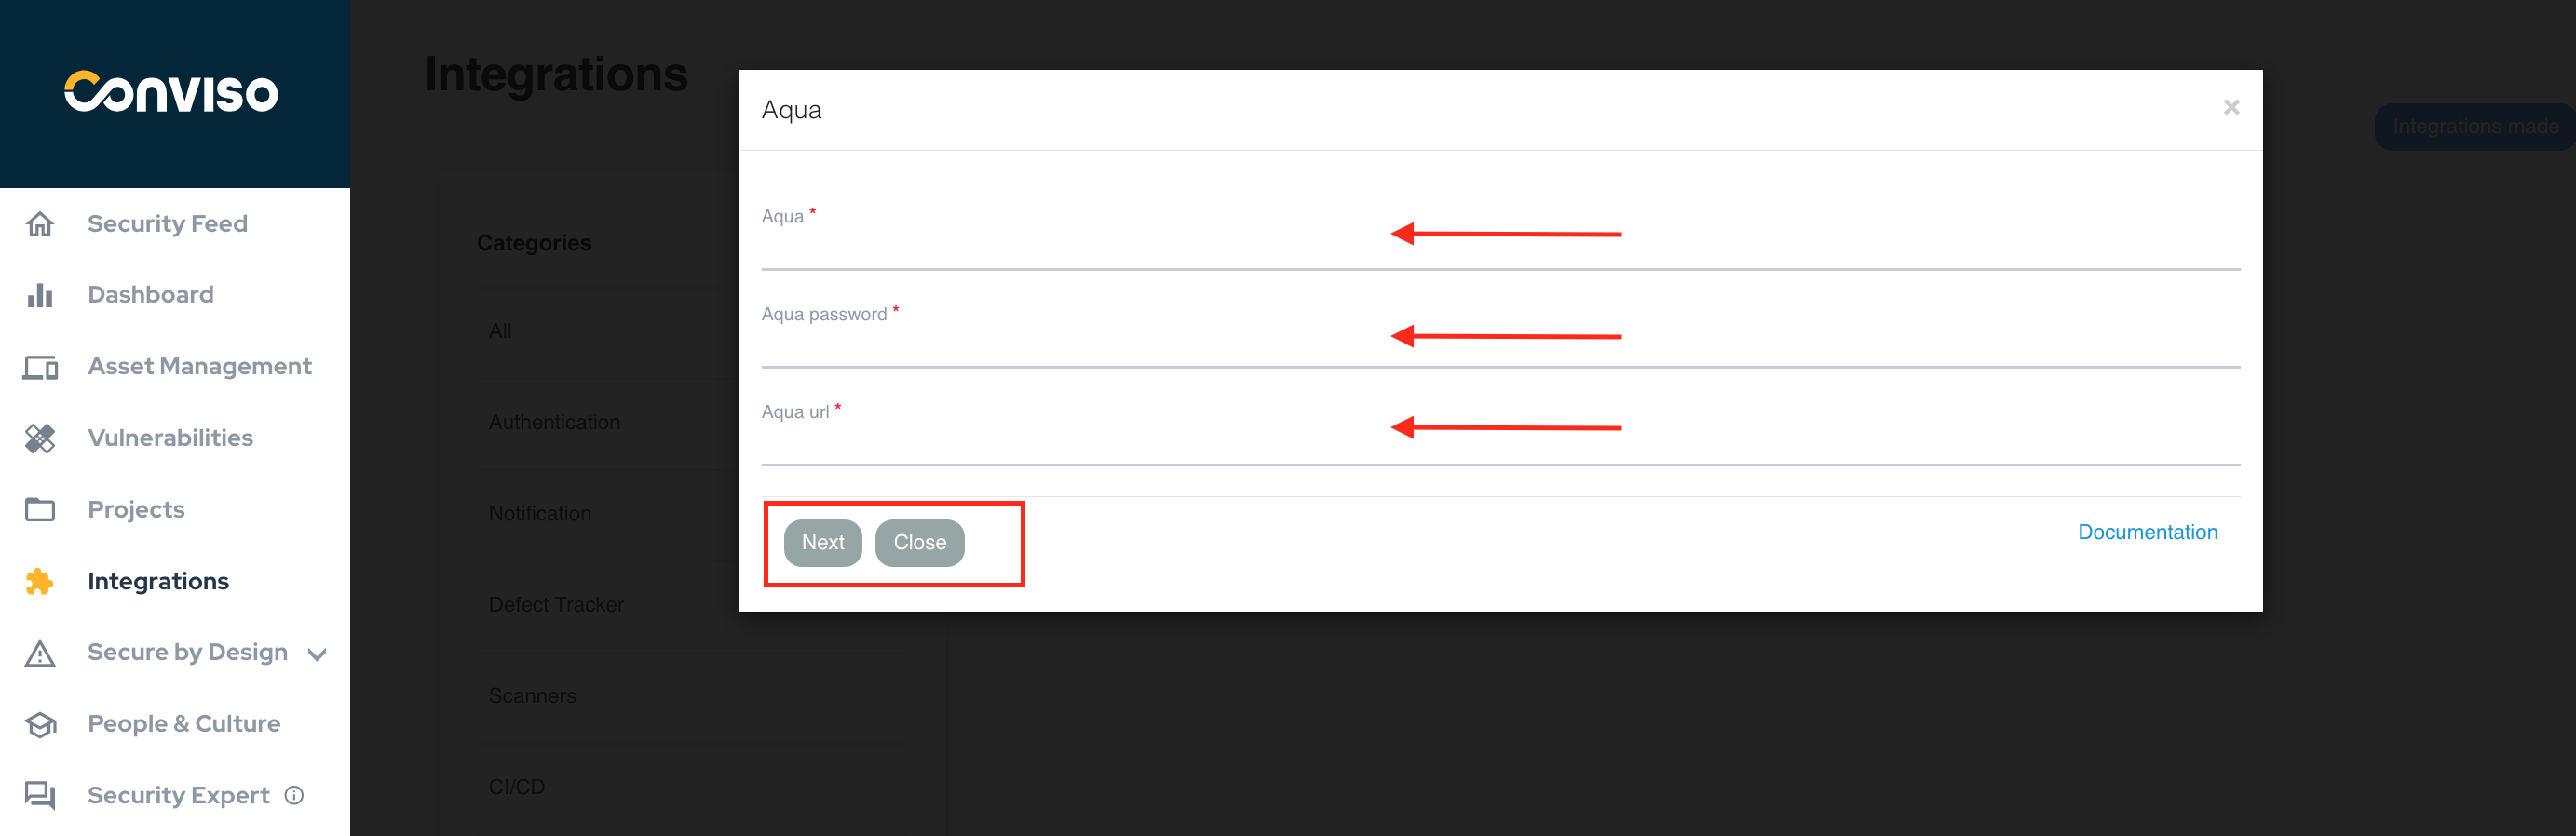 Conviso
Security Feed
Dashboard
Asset Management
Vulnerabilities
Projects
Integrations
Secure by Design
People & Culture
Security Expert
Integrations
Integrations made
Categories
All
Authentication
Notification
Defect Tracker
Scanners
CI/CD
Aqua
×
Aqua *
Aqua password *
Aqua url *
Next Close
Documentation